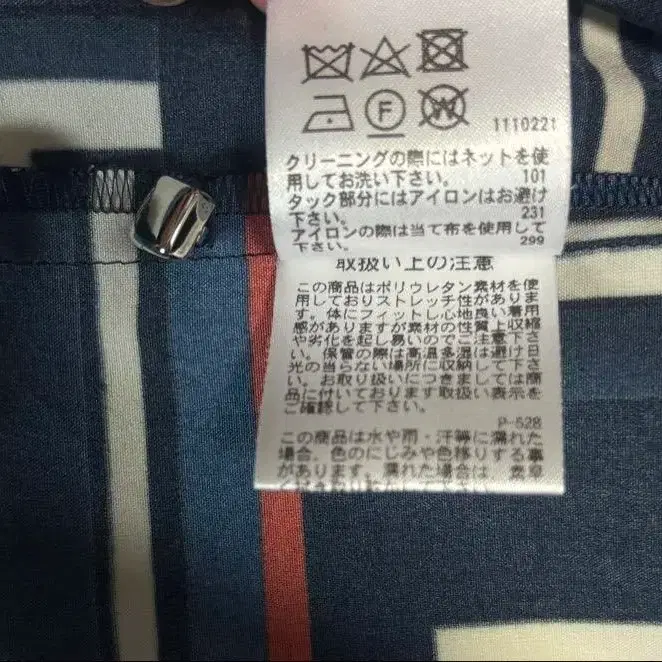 F W
1110221
クリーニングの際にはネットを使
用してお洗い下さい。 101
タック部分にはアイロンはお避け
下さい。 231
アイロンの際は当て布を使用して
下さい。 299
取扱い上の注意
この商品はポリウレタン素材を使
用しておりストレッチ性がありま
す。体にフィットし心地良い着用
感がありますが素材の性質上収縮
や劣化を起し易いのでご注意下さ
い。保管の際は高温多湿は避け日
光の当らない場所に収納して下さ
い。お取り扱いにつきましては商
品に付いております取扱い表示を
ご確認して下さい。
P-528
この商品は水や雨・汗等に濡れた
場合、色のにじみや色移りする事
があります。濡れた場合は